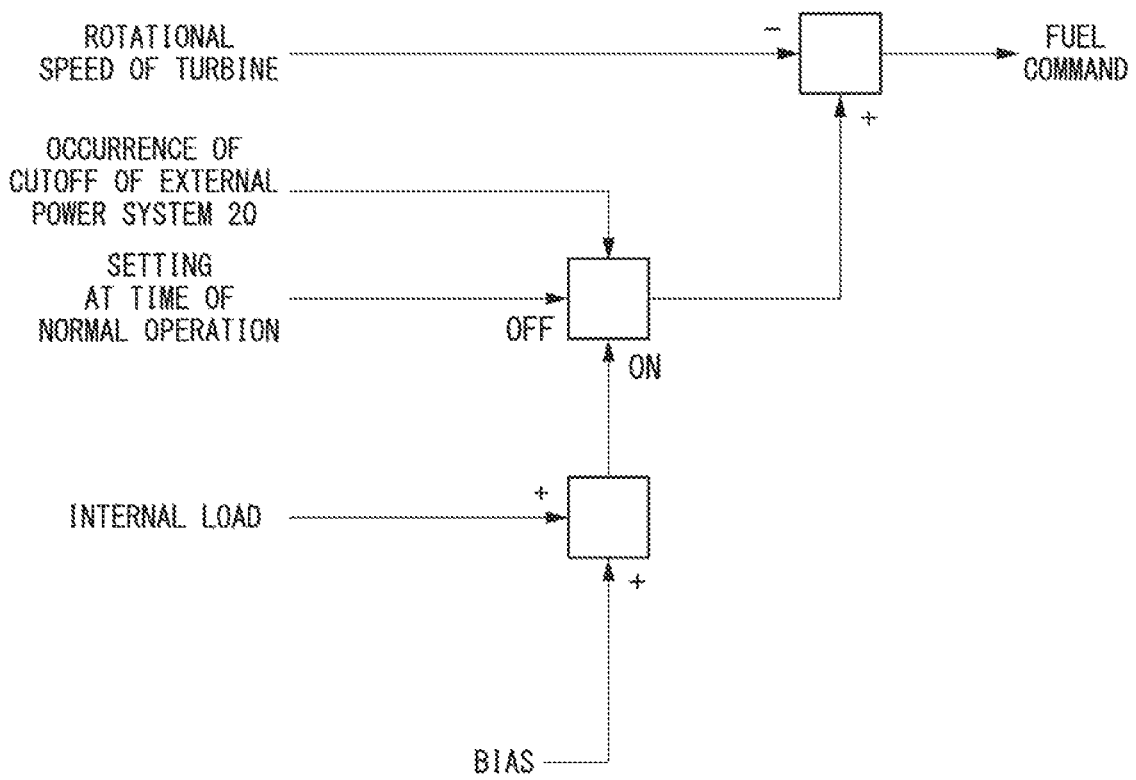 ROTATIONAL
SPEED OF TURBINE
-
+
FUEL
COMMAND
OCCURRENCE OF
CUTOFF OF EXTERNAL
POWER SYSTEM 20
SETTING
AT TIME OF
NORMAL OPERATION
OFF
ON
INTERNAL LOAD
+
+
BIAS